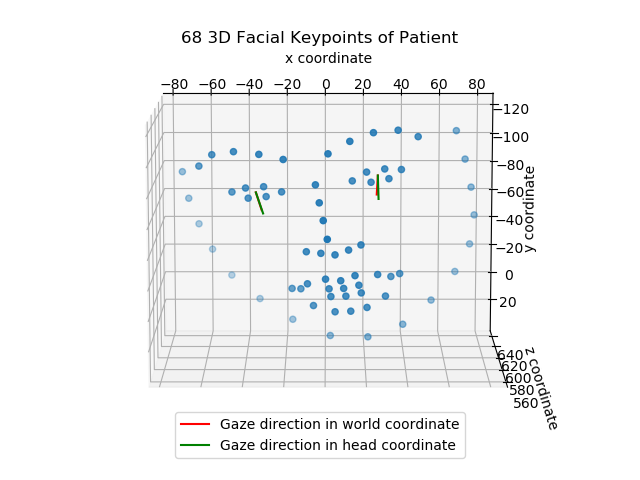 68 3D Facial Keypoints of Patient
x coordinate
−80 −60 −40 −20 0 20 40 60 80
−120
−100
−80
−60
−40
−20
0
20
y coordinate
640
620
600
580
560
z coordinate
Gaze direction in world coordinate
Gaze direction in head coordinate